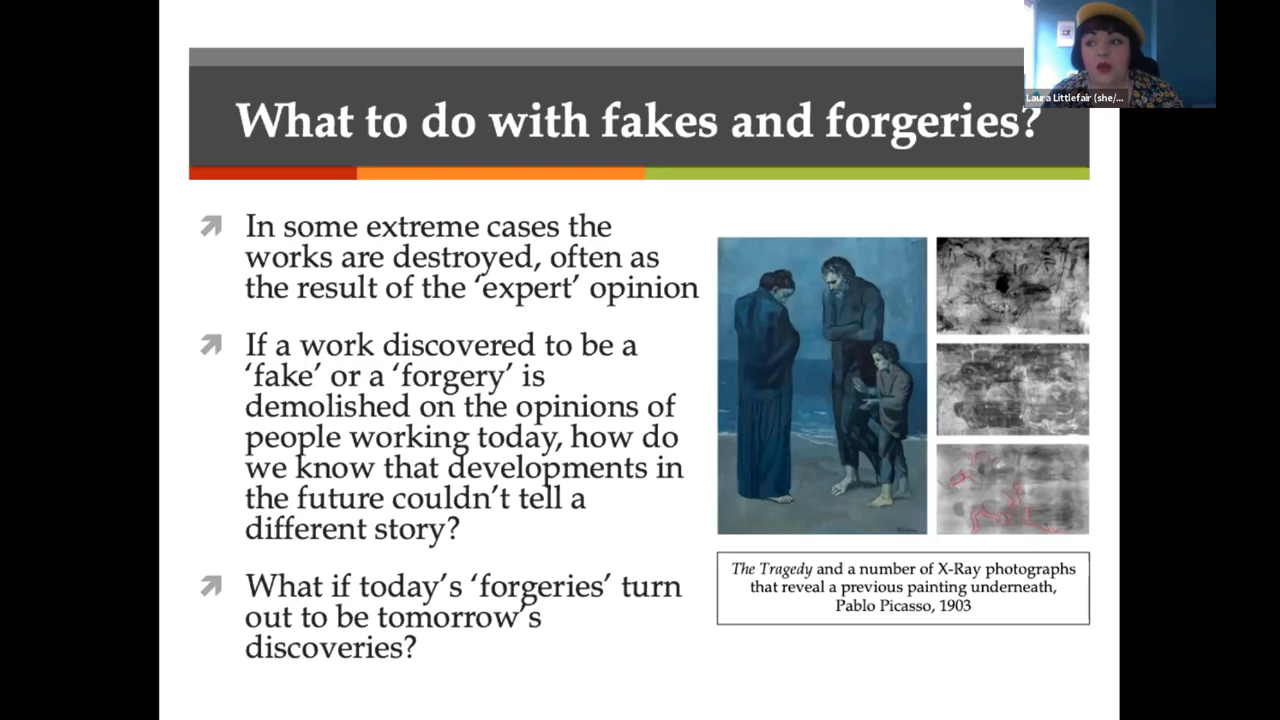 Laura Littlefair (she/...
What to do with fakes and forgeries?
In some extreme cases the
works are destroyed, often as
the result of the ‘expert’ opinion
If a work discovered to be a
‘fake’ or a ‘forgery’ is
demolished on the opinions of
people working today, how do
we know that developments in
the future couldn’t tell a
different story?
What if today’s ‘forgeries’ turn
out to be tomorrow’s
discoveries?
The Tragedy and a number of X-Ray photographs
that reveal a previous painting underneath,
Pablo Picasso, 1903